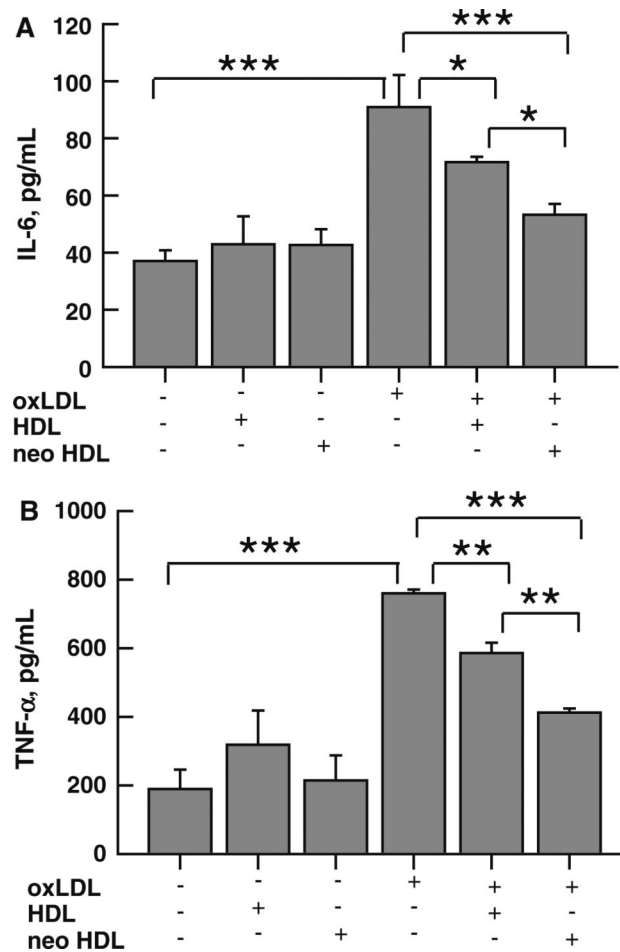 A
120
100
80
60
40
20
0
IL-6, pg/mL
***
***
*
*
oxLDL - - - + + +
HDL - + - - + -
neo HDL - - + - - +
B
1000
800
600
400
200
0
TNF-α, pg/mL
***
***
**
**
oxLDL - - - + + +
HDL - + - - + -
neo HDL - - + - - +